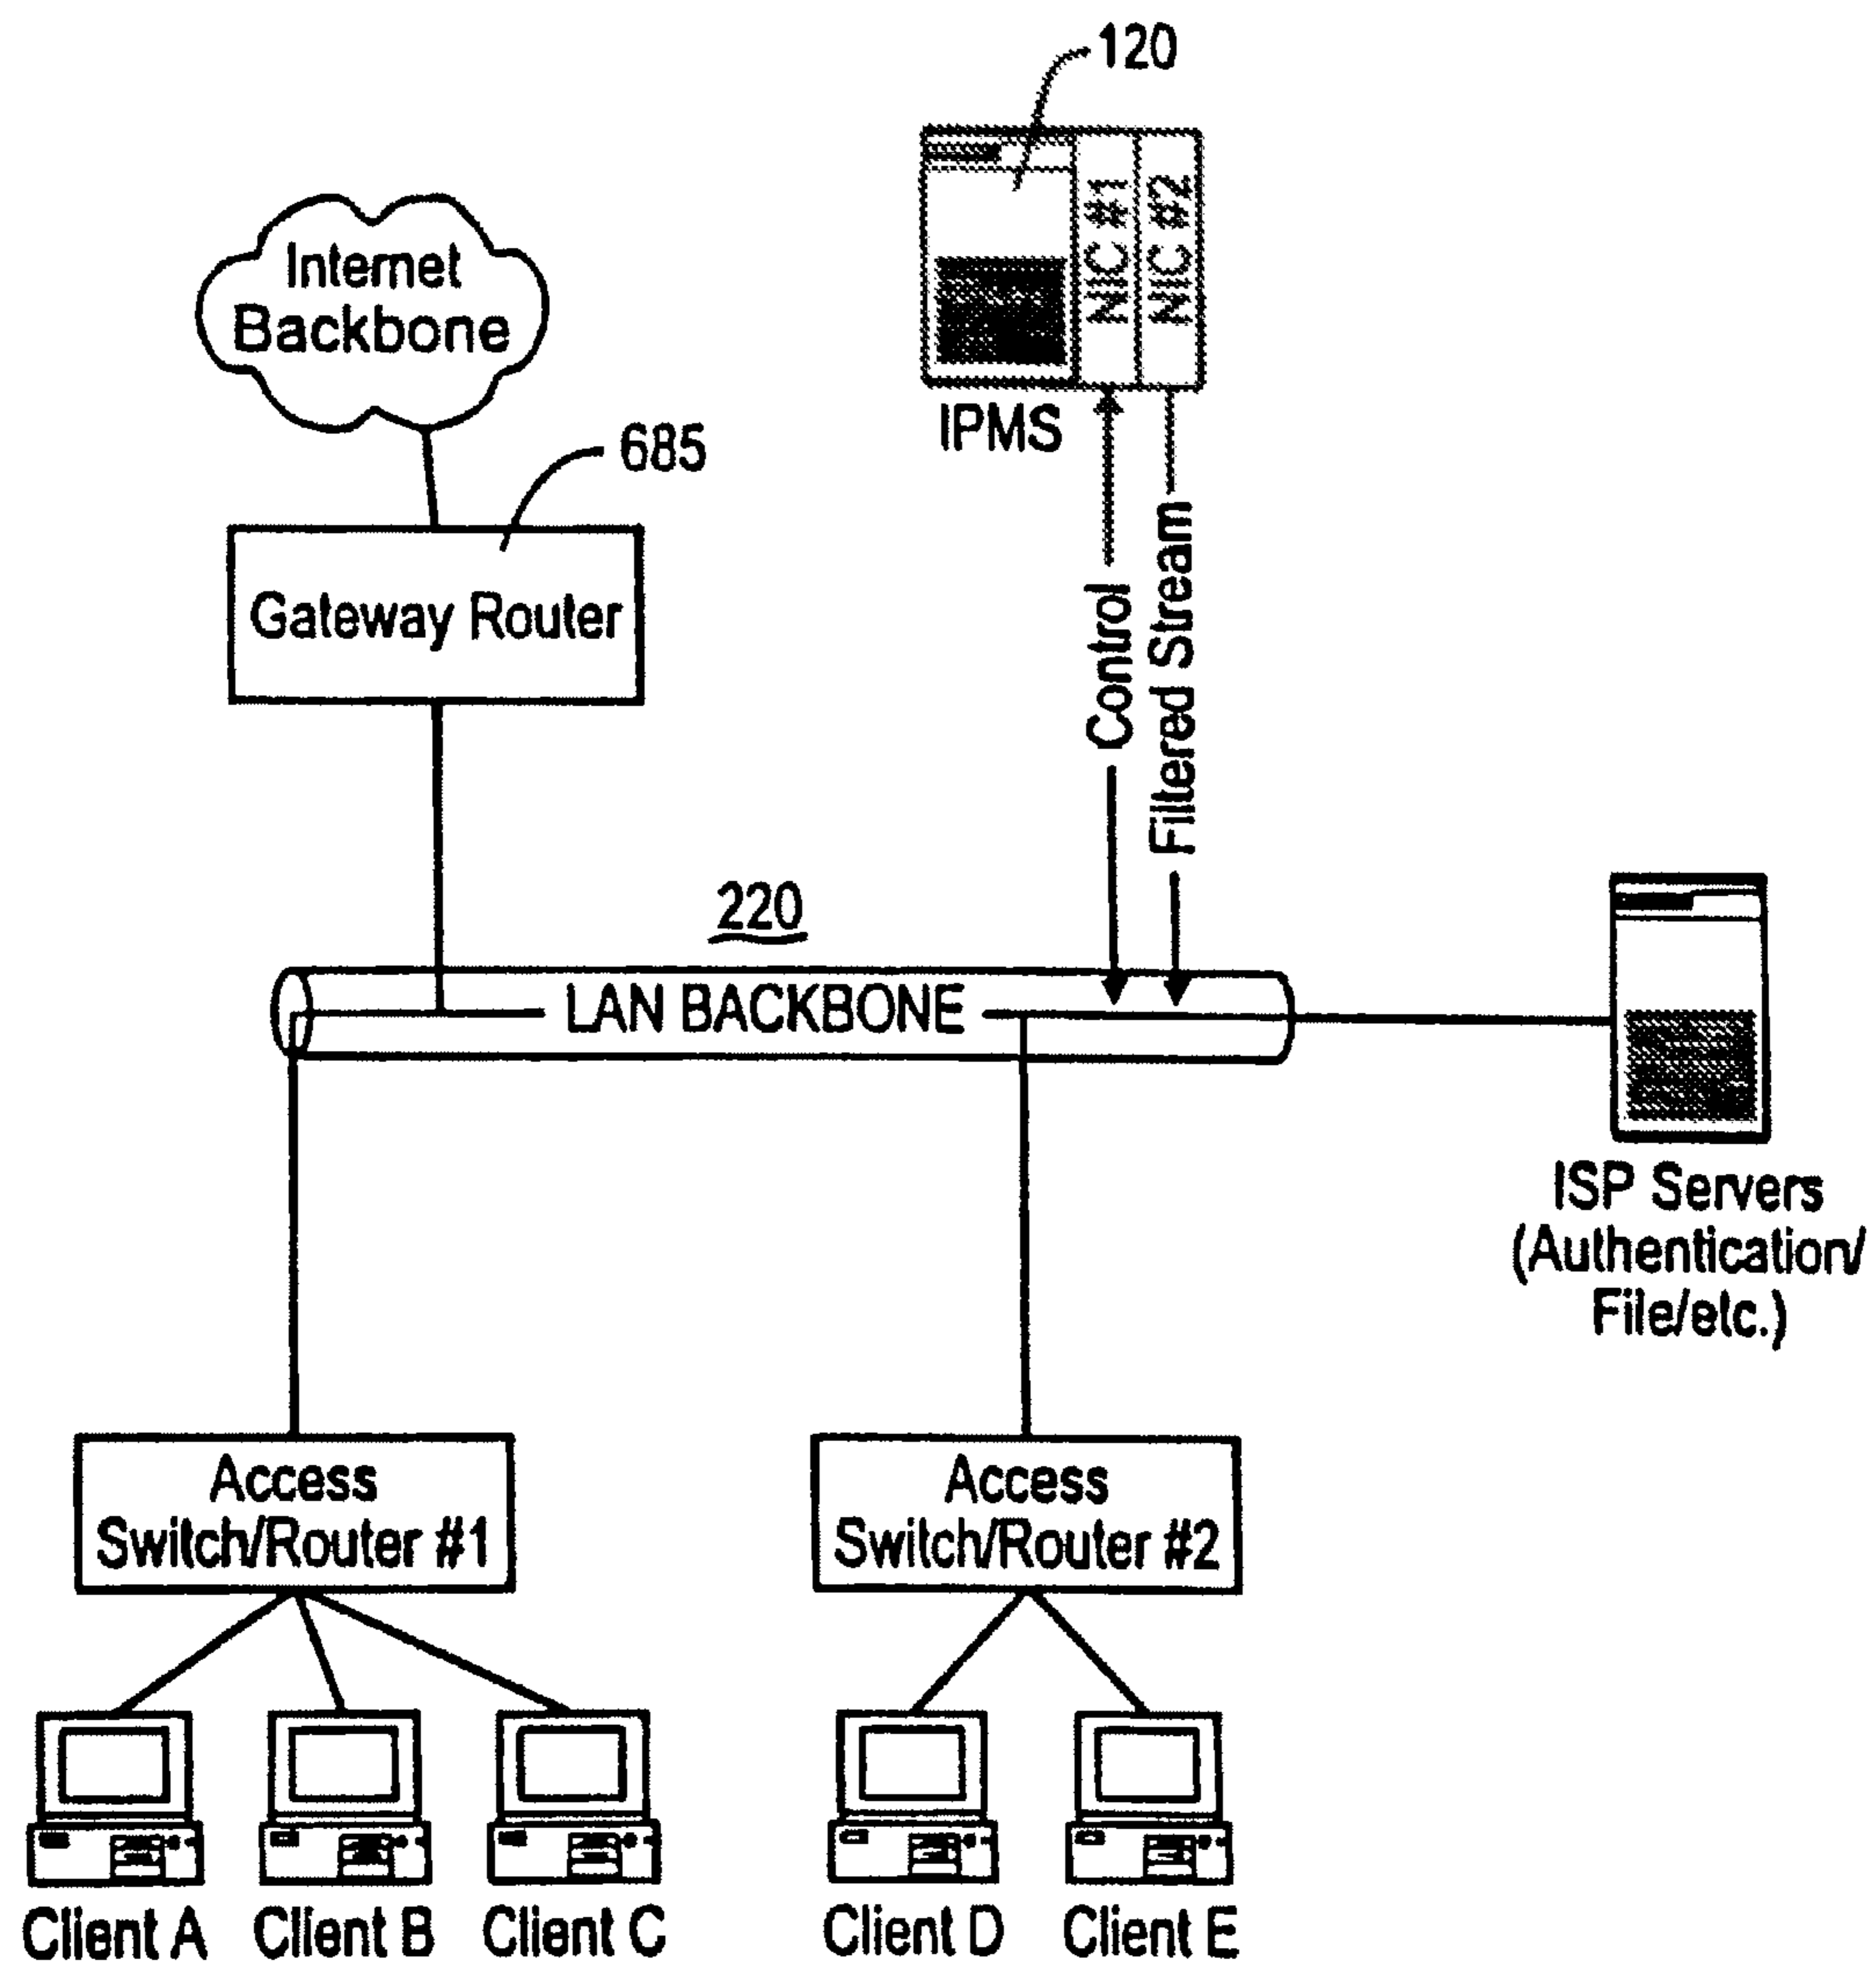 120
Internet
Backbone
NIC #1
NIC #2
IPMS
685
Gateway Router
Control
Filtered Stream
220
LAN BACKBONE
ISP Servers
(Authentication/
File/etc.)
Access
Switch/Router #1
Access
Switch/Router #2
Client A
Client B
Client C
Client D
Client E